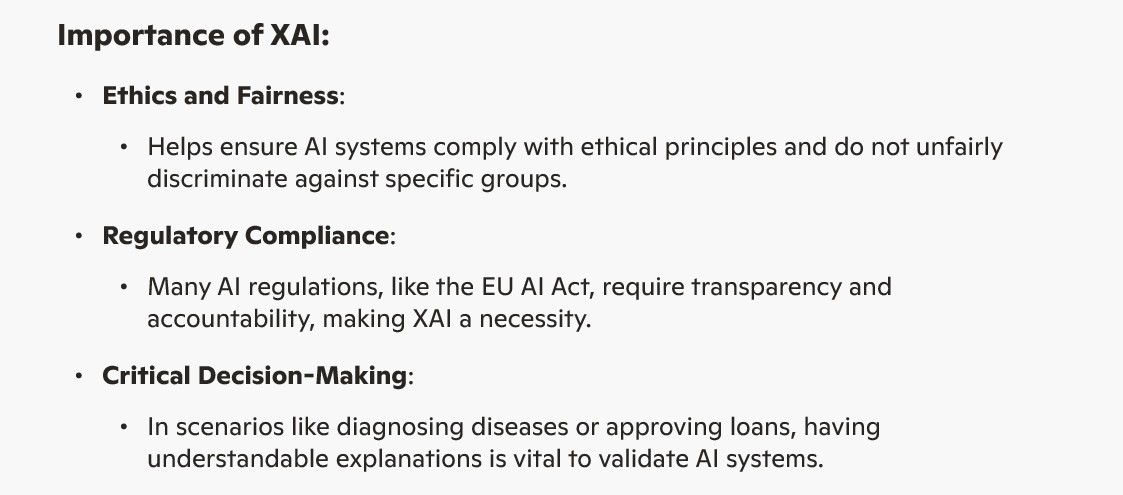 Importance of XAI:
• Ethics and Fairness:
• Helps ensure AI systems comply with ethical principles and do not unfairly
discriminate against specific groups.
• Regulatory Compliance:
• Many AI regulations, like the EU AI Act, require transparency and
accountability, making XAI a necessity.
• Critical Decision-Making:
• In scenarios like diagnosing diseases or approving loans, having
understandable explanations is vital to validate AI systems.